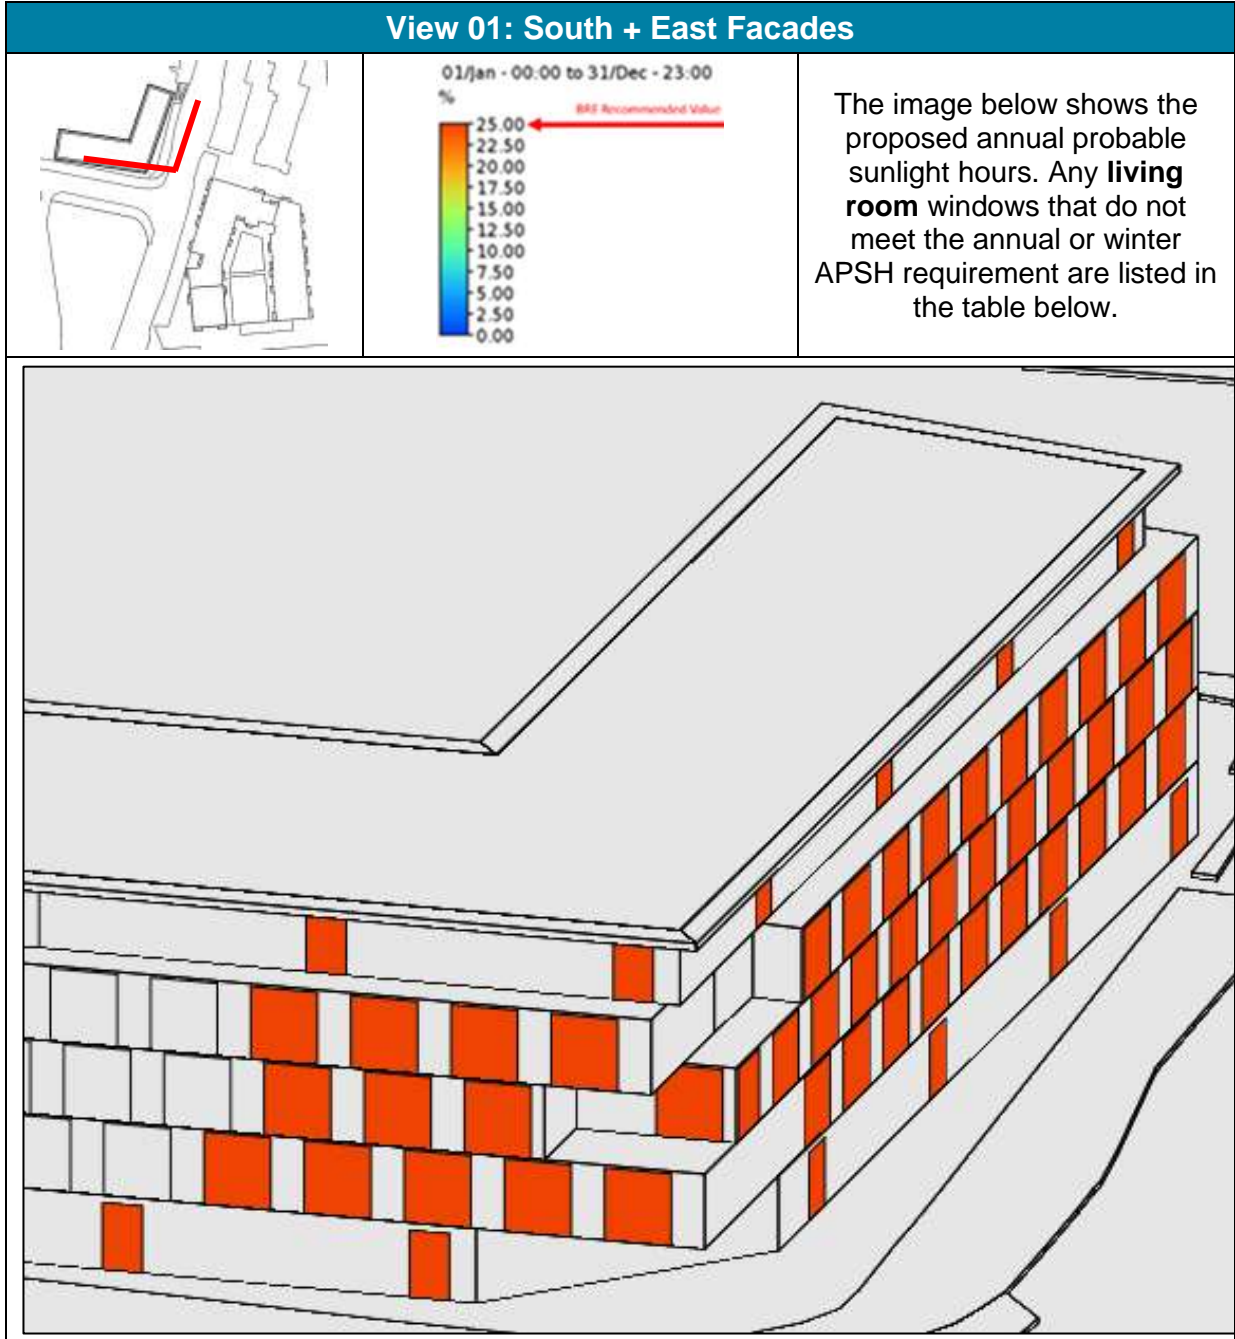 View 01: South + East Facades
01/Jan - 00:00 to 31/Dec - 23:00
%
BRE Recommended Value
25.00
22.50
20.00
17.50
15.00
12.50
10.00
7.50
5.00
2.50
0.00
The image below shows the
proposed annual probable
sunlight hours. Any living
room windows that do not
meet the annual or winter
APSH requirement are listed in
the table below.